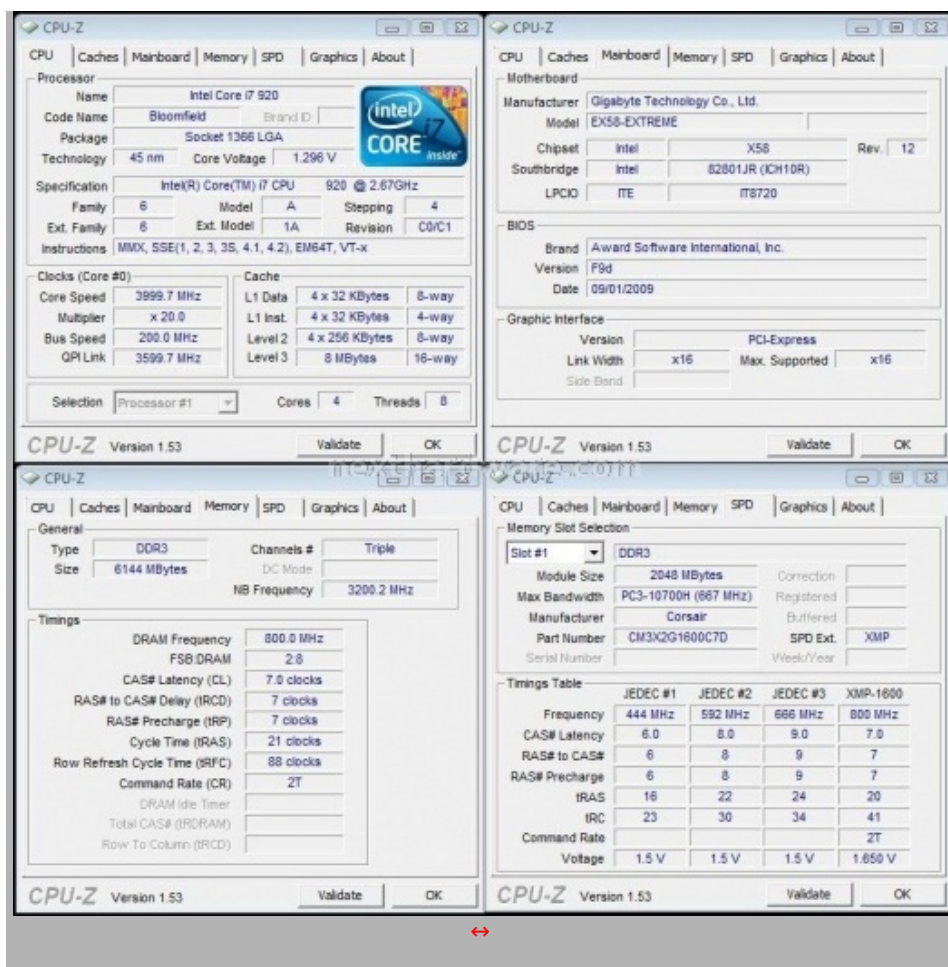 CPU-Z
CPU Caches Mainboard Memory SPD Graphics About
Processor
Name Intel Core i7 920
Code Name Bloomfield Brand ID
Package Socket 1366 LGA
Technology 45 nm Core Voltage 1.296 V
intel CORE i7 inside™
Specification Intel(R) Core(TM) i7 CPU 920 @ 2.67GHz
Family 6 Model A Stepping 4
Ext. Family 6 Ext. Model 1A Revision C0/C1
Instructions MMX, SSE(1, 2, 3, 3S, 4.1, 4.2), EM64T, VT-x
Clocks (Core #0)
Core Speed 3999.7 MHz
Multiplier x 20.0
Bus Speed 200.0 MHz
QPI Link 3599.7 MHz
Cache
L1 Data 4 x 32 KBytes 8-way
L1 Inst. 4 x 32 KBytes 4-way
Level 2 4 x 256 KBytes 8-way
Level 3 8 MBytes 16-way
Selection Processor #1 Cores 4 Threads 8
CPU-Z Version 1.53 Validate OK
CPU-Z
CPU Caches Mainboard Memory SPD Graphics About
Motherboard
Manufacturer Gigabyte Technology Co., Ltd.
Model EX58-EXTREME
Chipset Intel X58 Rev. 12
Southbridge Intel 82801JR (ICH10R)
LPCIO ITE IT8720
BIOS
Brand Award Software International, Inc.
Version F9d
Date 09/01/2009
Graphic Interface
Version PCI-Express
Link Width x16 Max. Supported x16
Side Band
CPU-Z Version 1.53 Validate OK
nexthardware.com
CPU-Z
CPU Caches Mainboard Memory SPD Graphics About
General
Type DDR3 Channels # Triple
Size 6144 MBytes DC Mode
NB Frequency 3200.2 MHz
Timings
DRAM Frequency 800.0 MHz
FSB:DRAM 2:8
CAS# Latency (CL) 7.0 clocks
RAS# to CAS# Delay (tRCD) 7 clocks
RAS# Precharge (tRP) 7 clocks
Cycle Time (tRAS) 21 clocks
Row Refresh Cycle Time (tRFC) 88 clocks
Command Rate (CR) 2T
DRAM Idle Timer
Total CAS# (tRDRAM)
Row To Column (tRCD)
CPU-Z Version 1.53 Validate OK
CPU-Z
CPU Caches Mainboard Memory SPD Graphics About
Memory Slot Selection
Slot #1 DDR3
Module Size 2048 MBytes Correction
Max Bandwidth PC3-10700H (667 MHz) Registered
Manufacturer Corsair Buffered
Part Number CM3X2G1600C7D SPD Ext. XMP
Serial Number Week/Year
Timings Table
JEDEC #1 JEDEC #2 JEDEC #3 XMP-1600
Frequency 444 MHz 592 MHz 666 MHz 800 MHz
CAS# Latency 6.0 8.0 9.0 7.0
RAS# to CAS# 6 8 9 7
RAS# Precharge 6 8 9 7
tRAS 16 22 24 20
tRC 23 30 34 41
Command Rate 2T
Voltage 1.5 V 1.5 V 1.5 V 1.650 V
CPU-Z Version 1.53 Validate OK